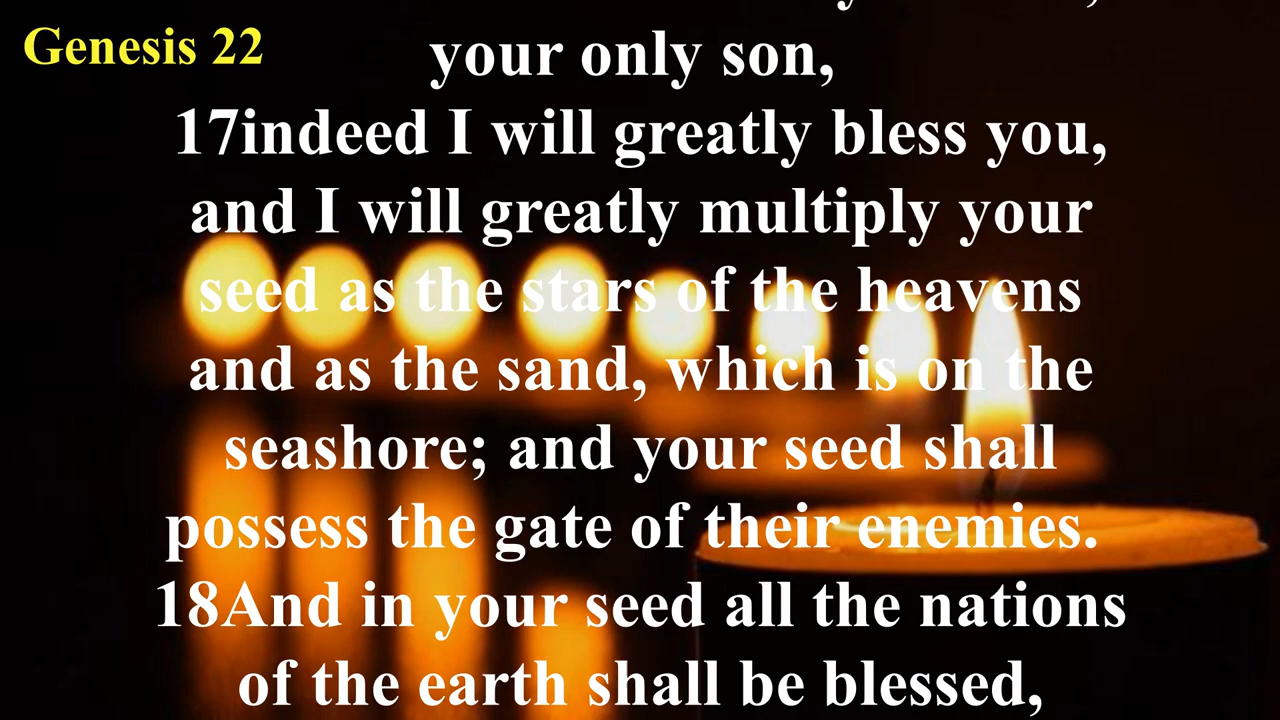 Genesis 22
your only son,
17indeed I will greatly bless you,
and I will greatly multiply your
seed as the stars of the heavens
and as the sand, which is on the
seashore; and your seed shall
possess the gate of their enemies.
18And in your seed all the nations
of the earth shall be blessed,